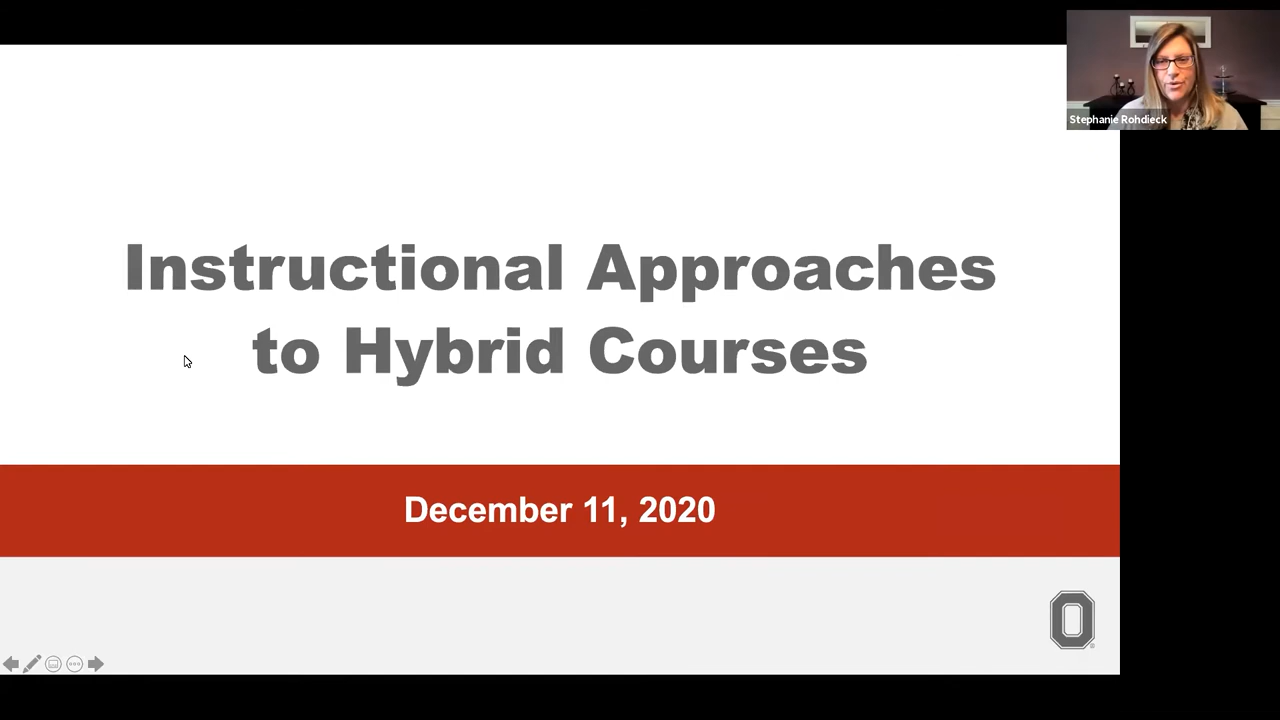 Stephanie Rohdieck
Instructional Approaches
to Hybrid Courses
December 11, 2020
O